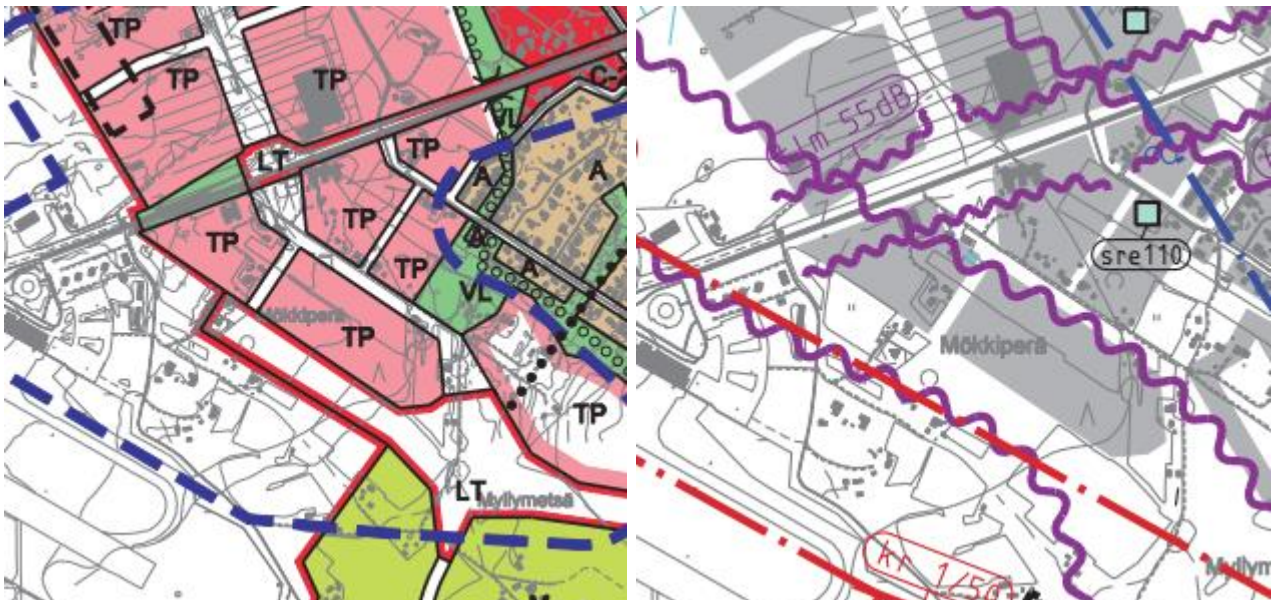 TP
TP
TP
C-
VL
LT
TP
A
A
TP
TP
A
TP
A
VL
Mökkiperä
TP
TP
LT
Myllymetsä
lm 55dB
sre110
Mökkiperä
kr 1/50
Myllym